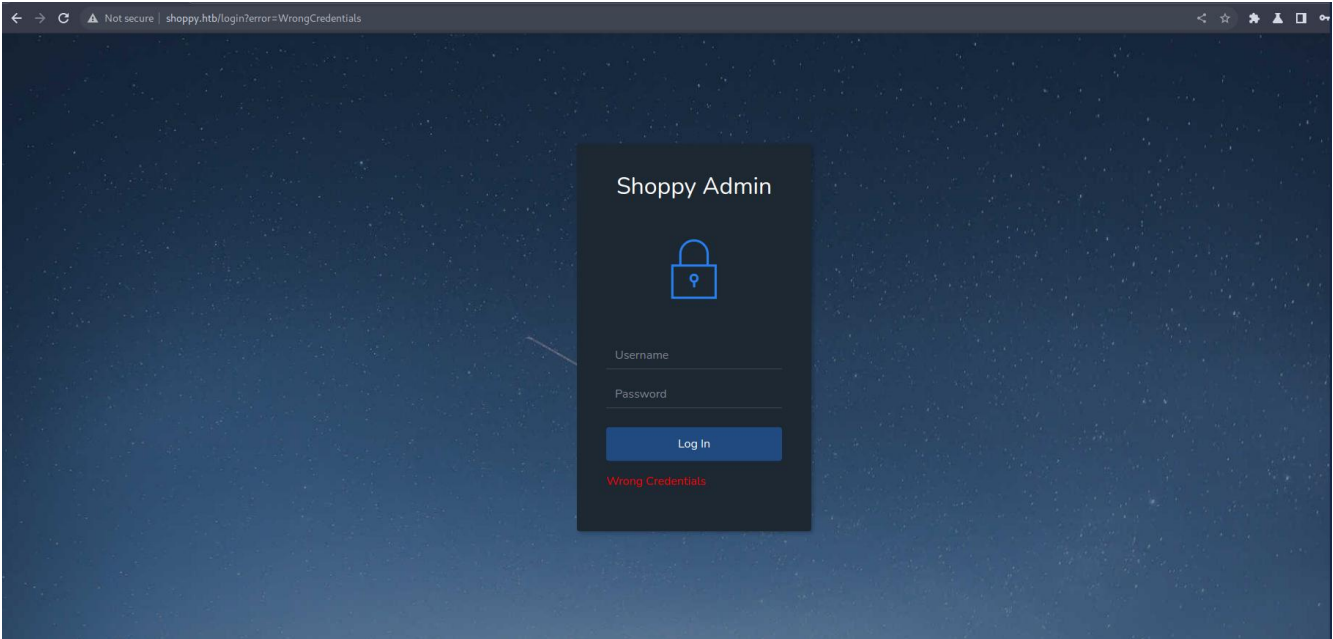 Not secure | shoppy.htb/login?error=WrongCredentials
Shoppy Admin
Username
Password
Log In
Wrong Credentials